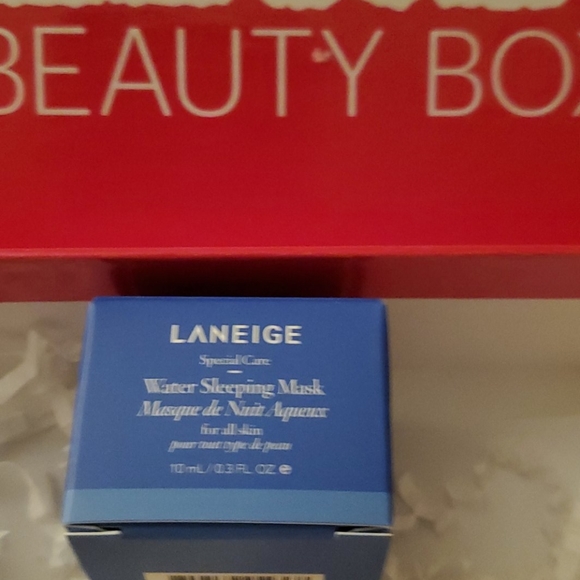 BEAUTY BOX
LANEIGE
Special Care
Water Sleeping Mask
Masque de Nuit Aqueux
for all skin
pour tout type de peau
10 mL / 0.3 FL. OZ. ℮